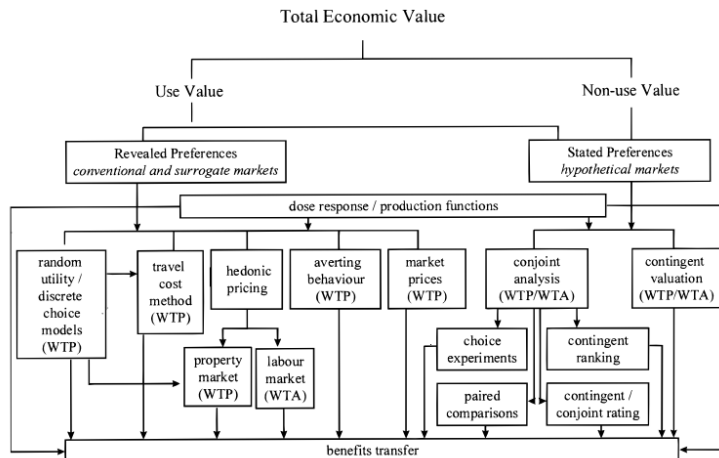 Total Economic Value
Use Value
Non-use Value
Revealed Preferences
conventional and surrogate markets
Stated Preferences
hypothetical markets
dose response / production functions
random
utility /
discrete
choice
models
(WTP)
travel
cost
method
(WTP)
hedonic
pricing
averting
behaviour
(WTP)
market
prices
(WTP)
conjoint
analysis
(WTP/WTA)
contingent
valuation
(WTP/WTA)
choice
experiments
contingent
ranking
property
market
(WTP)
labour
market
(WTA)
paired
comparisons
contingent /
conjoint rating
benefits transfer